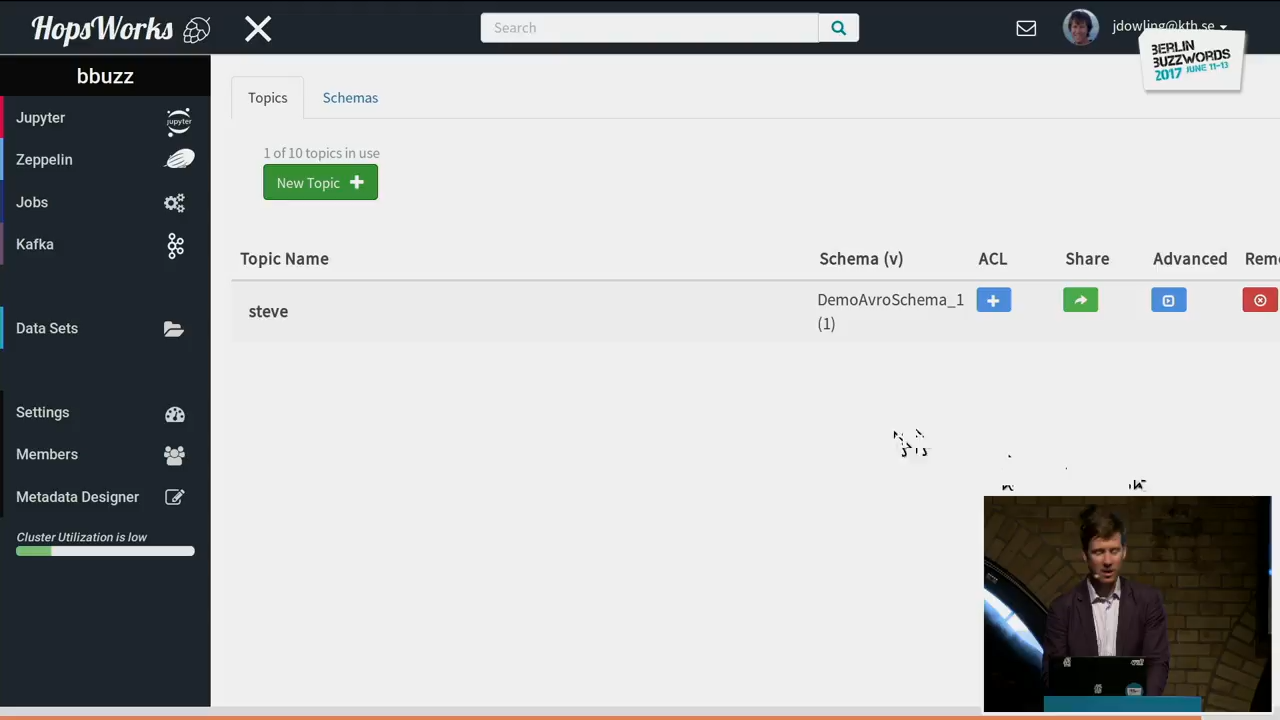 HopsWorks
Search
jdowling@kth.se
BERLIN
BUZZWORDS
2017 JUNE 11-13
bbuzz
Jupyter
jupyter
Zeppelin
Jobs
Kafka
Data Sets
Settings
Members
Metadata Designer
Cluster Utilization is low
Topics
Schemas
1 of 10 topics in use
New Topic
Topic Name
Schema (v)
ACL
Share
Advanced
steve
DemoAvroSchema_1
(1)